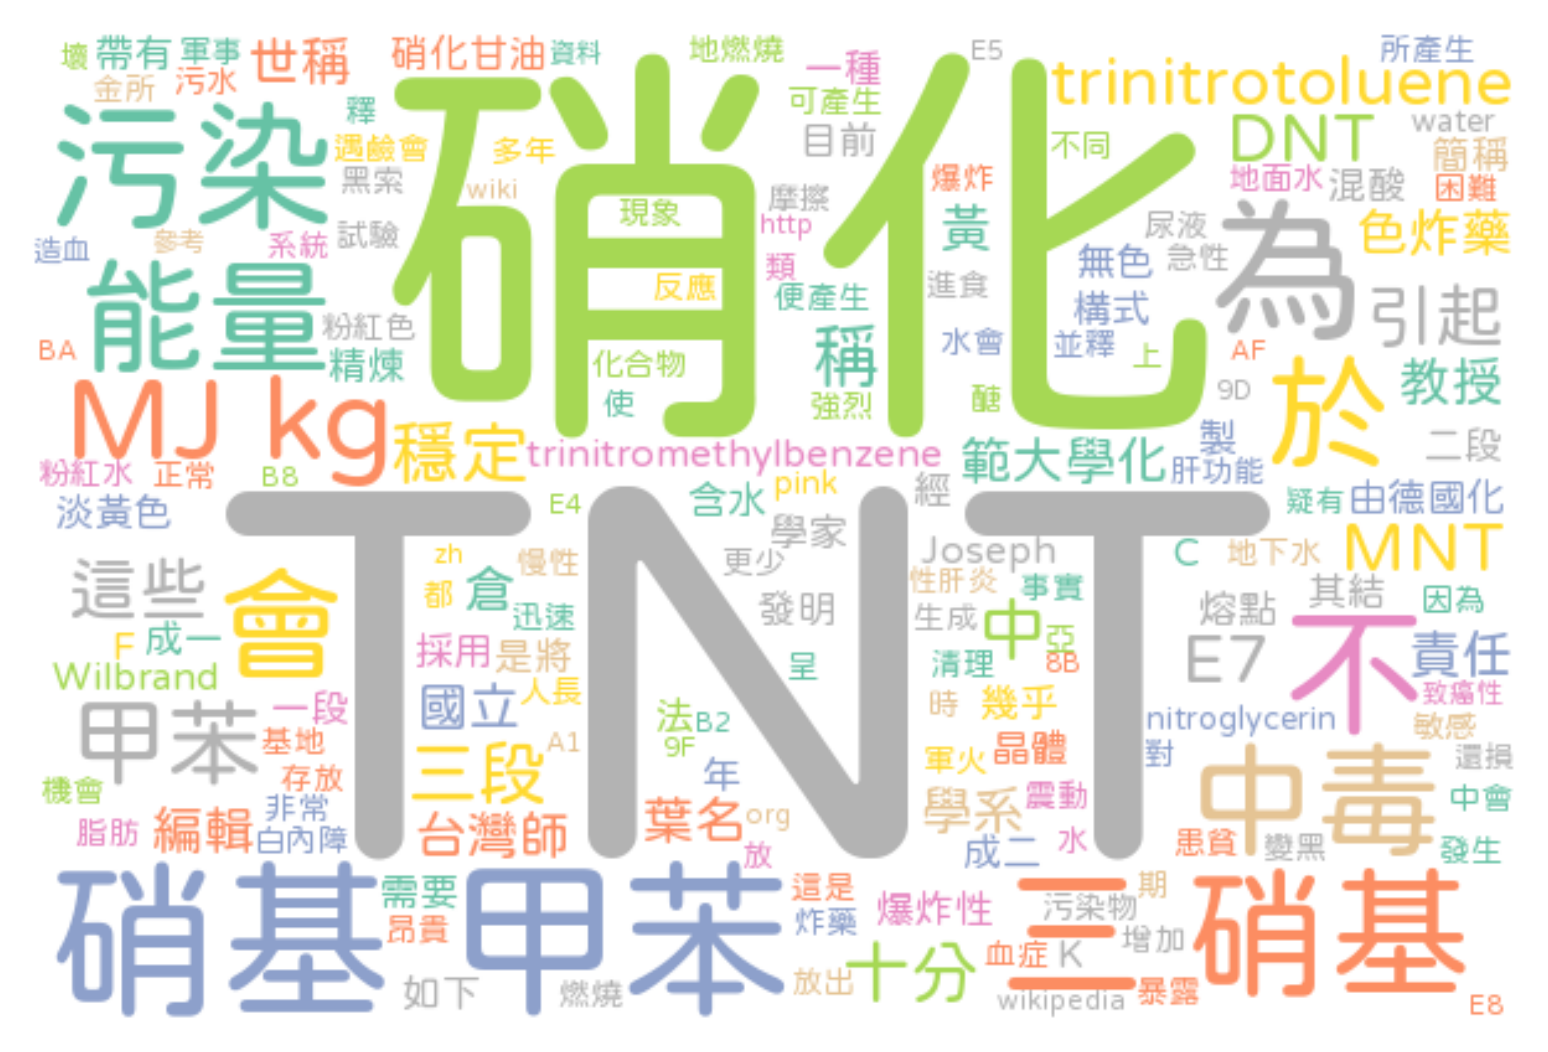 壞
帶有
軍事
世稱
硝化甘油
資料
地燃燒
一種
E5
所產生
金所
污水
釋
硝化
可產生
trinitrotoluene
污染
遇鹼會
多年
目前
不同
DNT
water
簡稱
黑索
wiki
現象
摩擦
爆炸
地面水
混酸
困難
造血
參考
系統
試驗
http
黃
尿液
為
色炸藥
能量
類
反應
便產生
進食
無色
急性
構式
引起
粉紅色
精煉
BA
化合物
稱
水會
並釋
上
AF
教授
MJ kg
使
強烈
醣
9D
於
穩定
trinitromethylbenzene
範大學化
製
二段
粉紅水
正常
B8
pink
經
肝功能
淡黃色
TNT
E4
含水
學家
疑有
由德國化
這些
會
zh
慢性
更少
Joseph
C
地下水
MNT
都
倉
迅速
發明
性肝炎
事實
生成
中
亞
熔點
其結
因為
F
成一
採用
是將
呈
清理
8B
E7
不
責任
Wilbrand
國立
人長
時
幾乎
致癌性
甲苯
一段
法
B2
nitroglycerin
敏感
基地
三段
A1
9F
軍火
晶體
對
中毒
還損
機會
存放
年
震動
中會
脂肪
編輯
非常
白內障
台灣師
葉名
org
學系
水
患貧
變黑
發生
放
成二
硝基甲苯
需要
這是
爆炸性
三硝基
期
昂貴
炸藥
污染物
增加
如下
燃燒
放出
十分
血症
K
wikipedia
暴露
E8